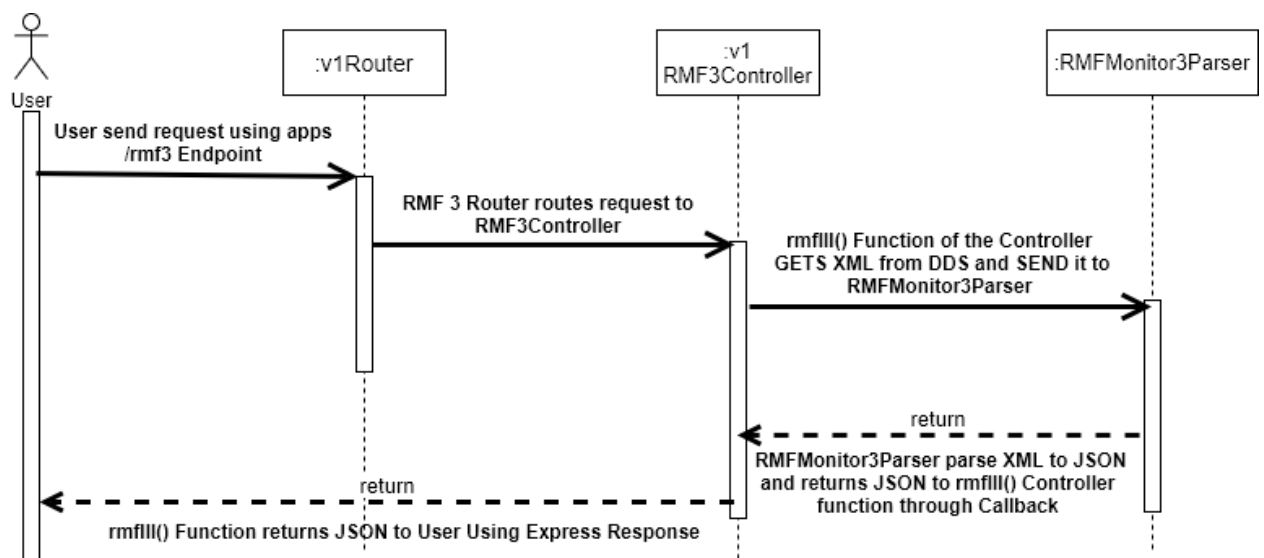 :v1Router
:v1
RMF3Controller
:RMFMonitor3Parser
User
User send request using apps
/rmf3 Endpoint
RMF 3 Router routes request to
RMF3Controller
rmfIII() Function of the Controller
GETS XML from DDS and SEND it to
RMFMonitor3Parser
return
RMFMonitor3Parser parse XML to JSON
and returns JSON to rmfIII() Controller
function through Callback
return
rmfIII() Function returns JSON to User Using Express Response